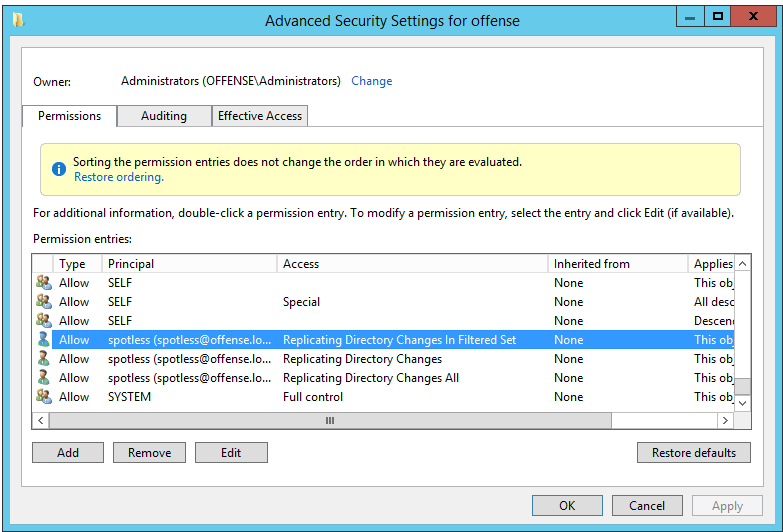 Advanced Security Settings for offense
Owner: Administrators (OFFENSE\Administrators) Change
Permissions Auditing Effective Access
Sorting the permission entries does not change the order in which they are evaluated.
Restore ordering.
For additional information, double-click a permission entry. To modify a permission entry, select the entry and click Edit (if available).
Permission entries:
Type Principal Access Inherited from Applies
Allow SELF None This obj
Allow SELF Special None All desc
Allow SELF None Descen
Allow spotless (spotless@offense.lo... Replicating Directory Changes In Filtered Set None This obj
Allow spotless (spotless@offense.lo... Replicating Directory Changes None This obj
Allow spotless (spotless@offense.lo... Replicating Directory Changes All None This obj
Allow SYSTEM Full control None This obj
Add Remove Edit Restore defaults
OK Cancel Apply